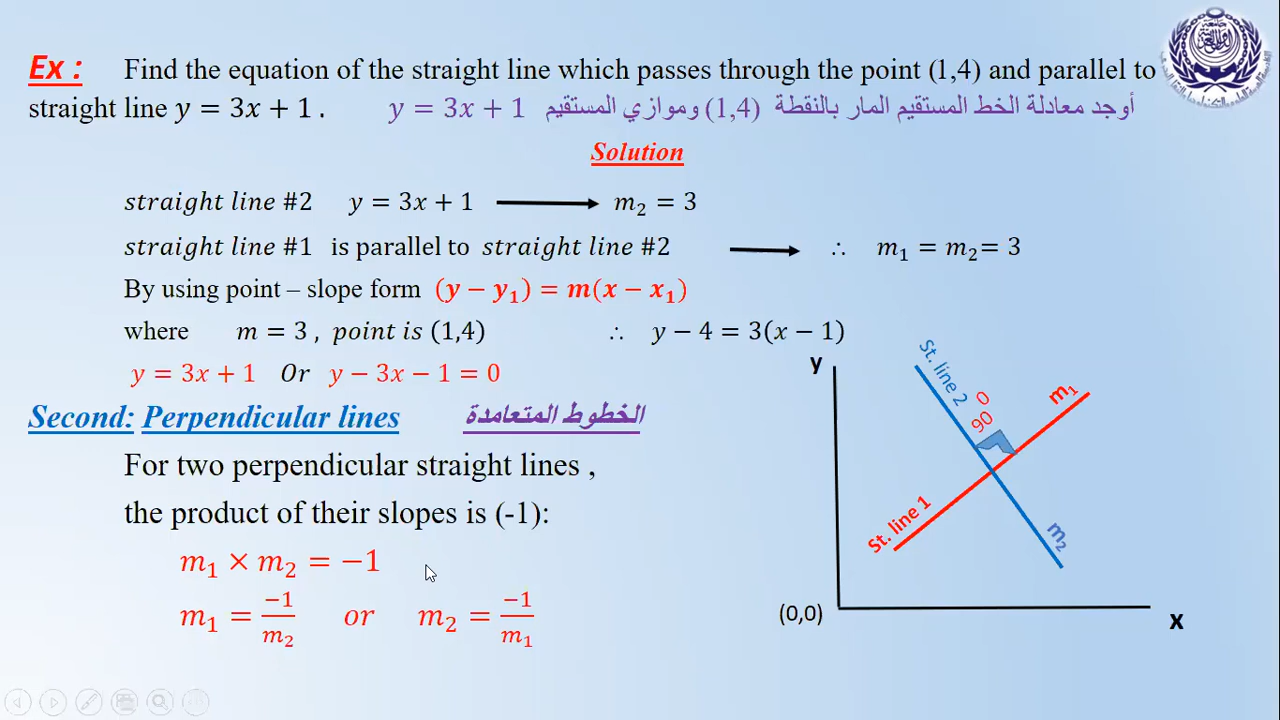 Ex : Find the equation of the straight line which passes through the point (1,4) and parallel to
straight line y = 3x + 1 . أوجد معادلة الخط المستقيم المار بالنقطة (1,4) وموازي المستقيم y = 3x + 1
Solution
straight line #2 y = 3x + 1 ⟶ m₂ = 3
straight line #1 is parallel to straight line #2 ⟶ ∴ m₁ = m₂= 3
By using point – slope form (y − y₁) = m(x − x₁)
where m = 3 , point is (1,4) ∴ y − 4 = 3(x − 1)
y = 3x + 1 Or y − 3x − 1 = 0
Second: Perpendicular lines الخطوط المتعامدة
For two perpendicular straight lines ,
the product of their slopes is (-1):
m₁ × m₂ = −1
m₁ = −1/m₂ or m₂ = −1/m₁
y
St. line 2
90
0
m₁
St. line 1
m₂
(0,0)
x